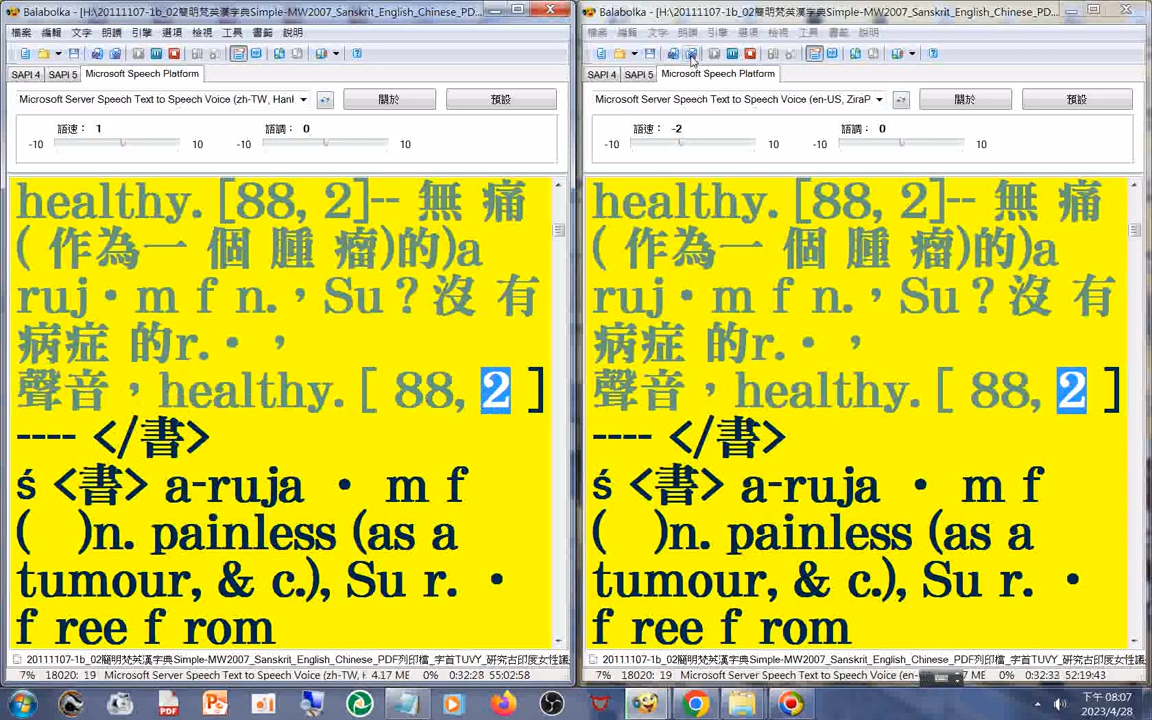 Balabolka - [H:\20111107-1b_02簡明梵英漢字典Simple-MW2007_Sanskrit_English_Chinese_PD...
檔案 編輯 文字 朗讀 引擎 選項 檢視 工具 書籤 說明
SAPI 4 SAPI 5 Microsoft Speech Platform
Microsoft Server Speech Text to Speech Voice (zh-TW, Hanl 關於 預設
語速： 1 語調： 0
-10 10 -10 10
healthy. [88, 2]-- 無 痛
( 作為一 個 腫 瘤)的)a
ruj・m f n.，Su？沒 有
病症 的r.・，
聲音，healthy. [ 88, 2 ]
---- </書>
ś <書> a-ruja ・ m f
( )n. painless (as a
tumour, & c.), Su r. ・
f ree f rom
20111107-1b_02簡明梵英漢字典Simple-MW2007_Sanskrit_English_Chinese_PDF列印檔_字首TUVY_研究古印度女性議
7% 18020: 19 Microsoft Server Speech Text to Speech Voice (zh-TW, H 4.17 ME 0% 0:32:28 55:02:58
Balabolka - [H:\20111107-1b_02簡明梵英漢字典Simple-MW2007_Sanskrit_English_Chinese_PD...
檔案 編輯 文字 朗讀 引擎 選項 檢視 工具 書籤 說明
SAPI 4 SAPI 5 Microsoft Speech Platform
Microsoft Server Speech Text to Speech Voice (en-US, ZiraP 關於 預設
語速： -2 語調： 0
-10 10 -10 10
healthy. [88, 2]-- 無 痛
( 作為一 個 腫 瘤)的)a
ruj・m f n.，Su？沒 有
病症 的r.・，
聲音，healthy. [ 88, 2 ]
---- </書>
ś <書> a-ruja ・ m f
( )n. painless (as a
tumour, & c.), Su r. ・
f ree f rom
20111107-1b_02簡明梵英漢字典Simple-MW2007_Sanskrit_English_Chinese_PDF列印檔_字首TUVY_研究古印度女性議
7% 18020: 19 Microsoft Server Speech Text to Speech Voice (en-US 7 ME 0% 0:32:33 52:19:43
下午 08:07
2023/4/28